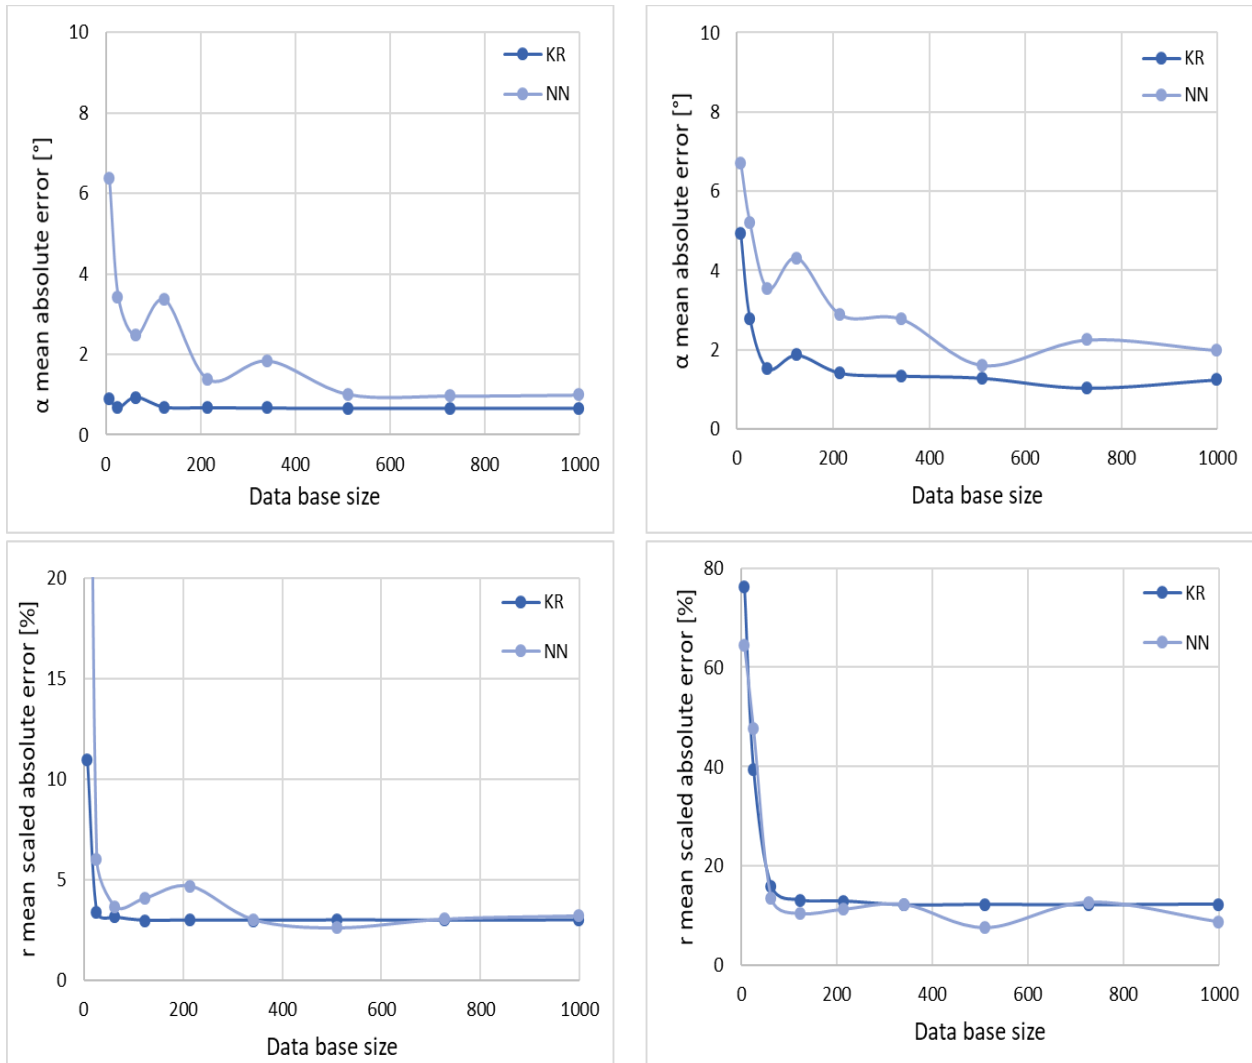 10
8
6
4
2
0
0 200 400 600 800 1000
α mean absolute error [°]
Data base size
KR
NN
10
8
6
4
2
0
0 200 400 600 800 1000
α mean absolute error [°]
Data base size
KR
NN
20
15
10
5
0
0 200 400 600 800 1000
r mean scaled absolute error [%]
Data base size
KR
NN
80
60
40
20
0
0 200 400 600 800 1000
r mean scaled absolute error [%]
Data base size
KR
NN